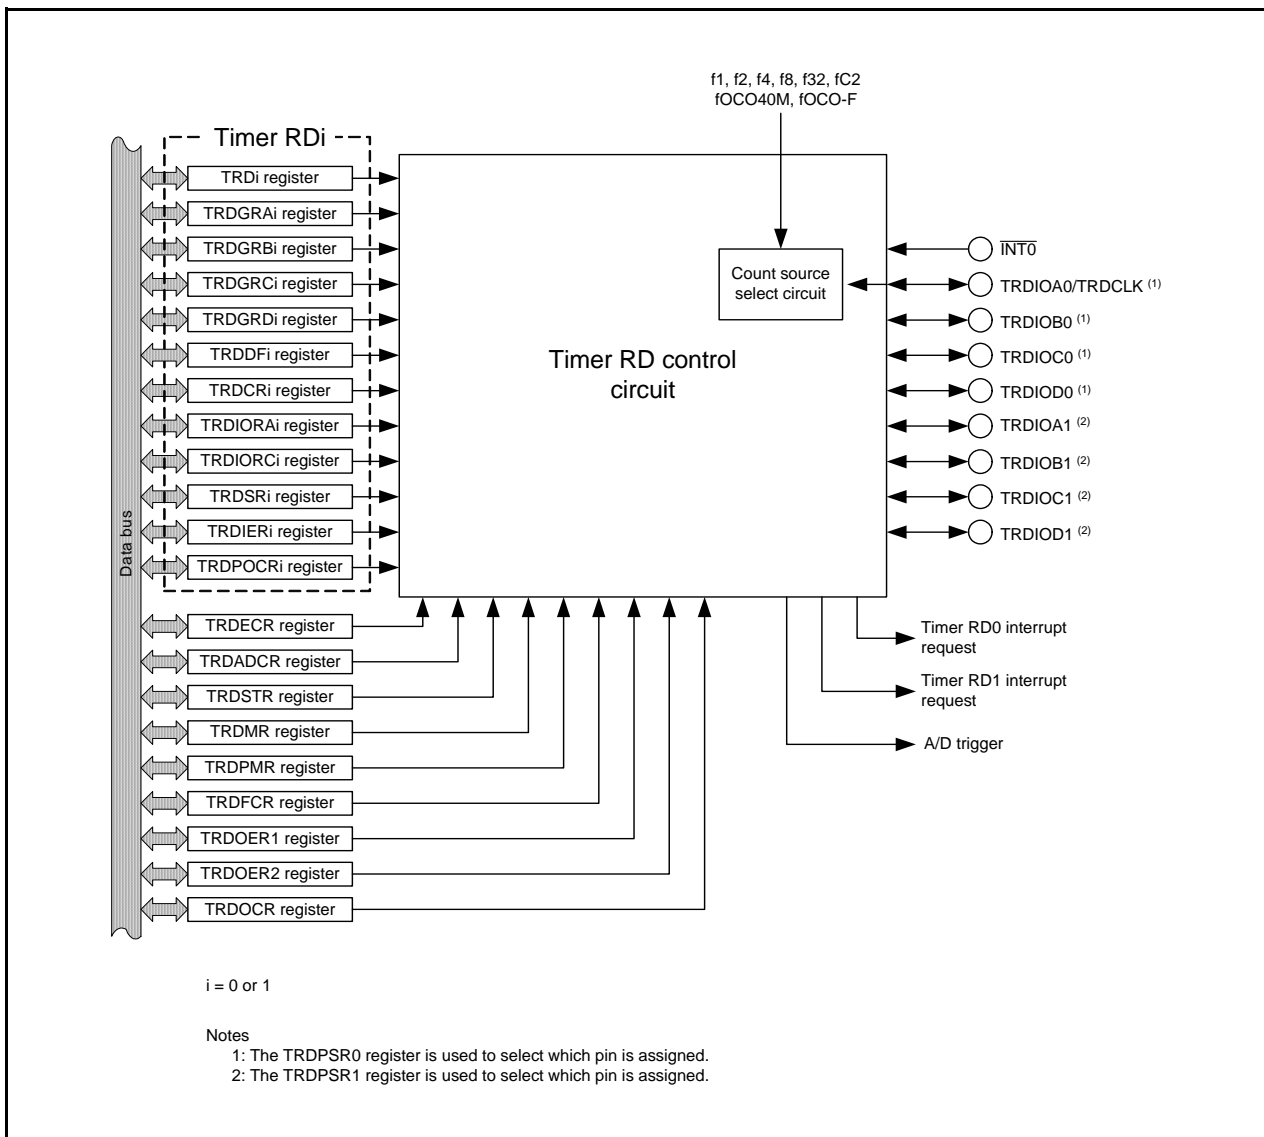 f1, f2, f4, f8, f32, fC2
fOCO40M, fOCO-F
Timer RDi
TRDi register
TRDGRAi register
TRDGRBi register
TRDGRCi register
TRDGRDi register
TRDDFi register
TRDCRi register
TRDIORAi register
TRDIORCi register
TRDSRi register
TRDIERi register
TRDPOCRi register
Data bus
Count source
select circuit
Timer RD control
circuit
INT0
TRDIOA0/TRDCLK (1)
TRDIOB0 (1)
TRDIOC0 (1)
TRDIOD0 (1)
TRDIOA1 (2)
TRDIOB1 (2)
TRDIOC1 (2)
TRDIOD1 (2)
TRDECR register
TRDADCR register
TRDSTR register
TRDMR register
TRDPMR register
TRDFCR register
TRDOER1 register
TRDOER2 register
TRDOCR register
Timer RD0 interrupt
request
Timer RD1 interrupt
request
A/D trigger
i = 0 or 1
Notes
1: The TRDPSR0 register is used to select which pin is assigned.
2: The TRDPSR1 register is used to select which pin is assigned.